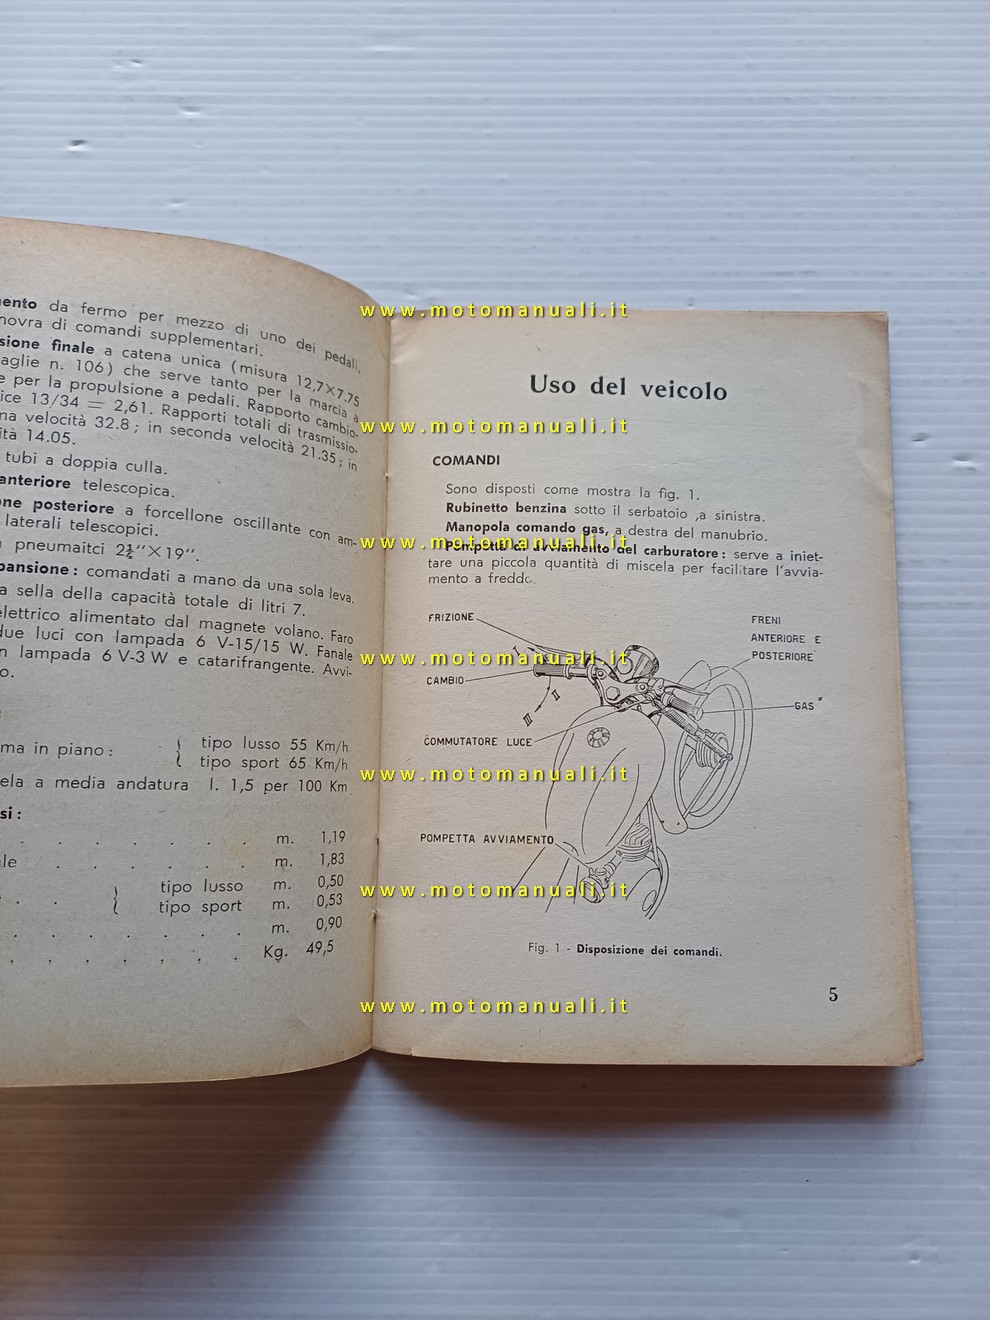 mento da fermo per mezzo di uno dei pedali,
novra di comandi supplementari.
sione finale a catena unica (misura 12,7×7.75
aglie n. 106) che serve tanto per la marcia a
e per la propulsione a pedali. Rapporto cambio-
ice 13/34 = 2,61. Rapporti totali di trasmissio-
na velocità 32.8; in seconda velocità 21.35; in
ità 14.05.
tubi a doppia culla.
anteriore telescopica.
one posteriore a forcellone oscillante con am-
laterali telescopici.
pneumaitci 2½"×19".
pansione: comandati a mano da una sola leva.
a sella della capacità totale di litri 7.
elettrico alimentato dal magnete volano. Faro
due luci con lampada 6 V-15/15 W. Fanale
n lampada 6V-3W e catarifrangente. Avvi-
o.
:
ma in piano: { tipo lusso 55 Km/h
tipo sport 65 Km/h
ela a media andatura l. 1,5 per 100 Km
si:
. . . . . . . m. 1,19
le . . . . . . m. 1,83
. . } tipo lusso m. 0,50
tipo sport m. 0,53
. . . . . . . m. 0,90
. . . . . . . Kg. 49,5
Uso del veicolo
COMANDI
Sono disposti come mostra la fig. 1.
Rubinetto benzina sotto il serbatoio ,a sinistra.
Manopola comando gas, a destra del manubrio.
Pompetta di avviamento del carburatore: serve a iniet-
tare una piccola quantità di miscela per facilitare l'avvia-
mento a freddo.
FRIZIONE
CAMBIO
COMMUTATORE LUCE
POMPETTA AVVIAMENTO
FRENI
ANTERIORE E
POSTERIORE
GAS
I
II
III
Fig. 1 - Disposizione dei comandi.
5
www.motomanuali.it
www.motomanuali.it
www.motomanuali.it
www.motomanuali.it
www.motomanuali.it
www.motomanuali.it
www.motomanuali.it